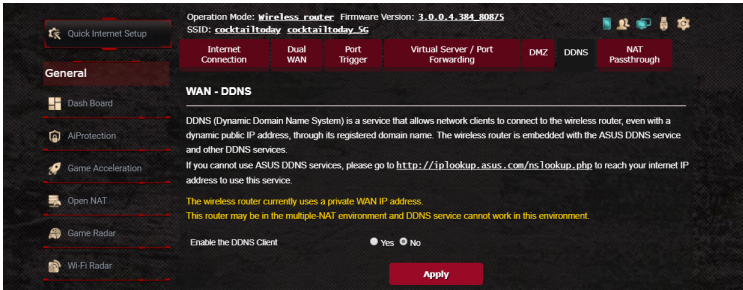 Operation Mode: Wireless router Firmware Version: 3.0.0.4.384_80875
SSID: cocktailtoday cocktailtoday_5G
Quick Internet Setup
Internet Connection
Dual WAN
Port Trigger
Virtual Server / Port Forwarding
DMZ
DDNS
NAT Passthrough
General
Dash Board
AiProtection
Game Acceleration
Open NAT
Game Radar
Wi-Fi Radar
WAN - DDNS
DDNS (Dynamic Domain Name System) is a service that allows network clients to connect to the wireless router, even with a
dynamic public IP address, through its registered domain name. The wireless router is embedded with the ASUS DDNS service
and other DDNS services.
If you cannot use ASUS DDNS services, please go to http://iplookup.asus.com/nslookup.php to reach your internet IP
address to use this service.
The wireless router currently uses a private WAN IP address.
This router may be in the multiple-NAT environment and DDNS service cannot work in this environment.
Enable the DDNS Client Yes No
Apply